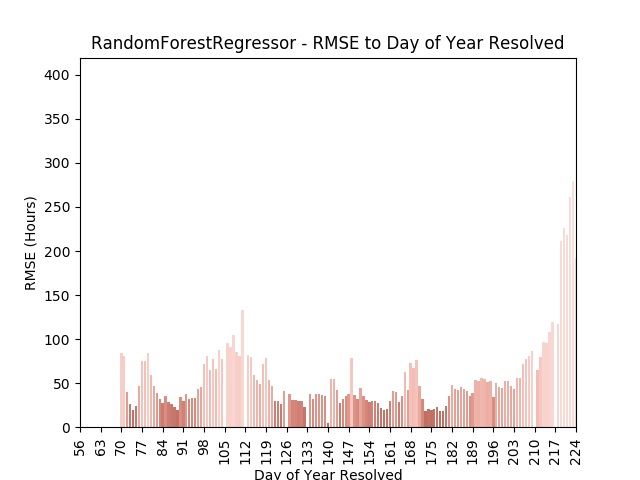 RandomForestRegressor - RMSE to Day of Year Resolved
400
350
300
250
200
150
100
50
0
RMSE (Hours)
56 63 70 77 84 91 98 105 112 119 126 133 140 147 154 161 168 175 182 189 196 203 210 217 224
Day of Year Resolved